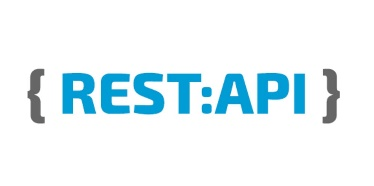 { REST:API }